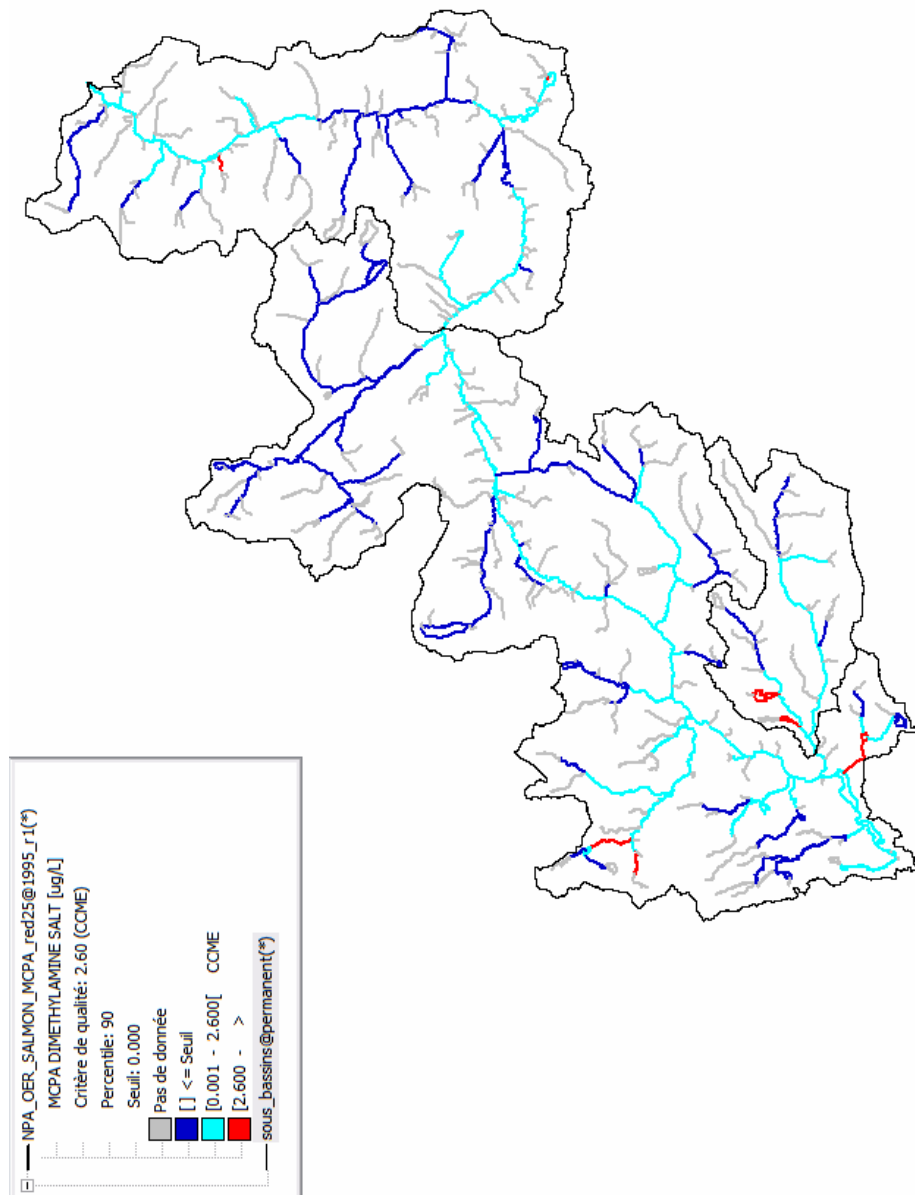 NPA_OER_SALMON_MCPA_red25@1995_r1(*)
MCPA DIMETHYLAMINE SALT [ug/L]
Critère de qualité: 2.60 (CCME)
Percentile: 90
Seuil: 0.000
Pas de donnée
[ ] <= Seuil
[0.001 - 2.600[ CCME
[2.600 - >
sous_bassins@permanent(*)